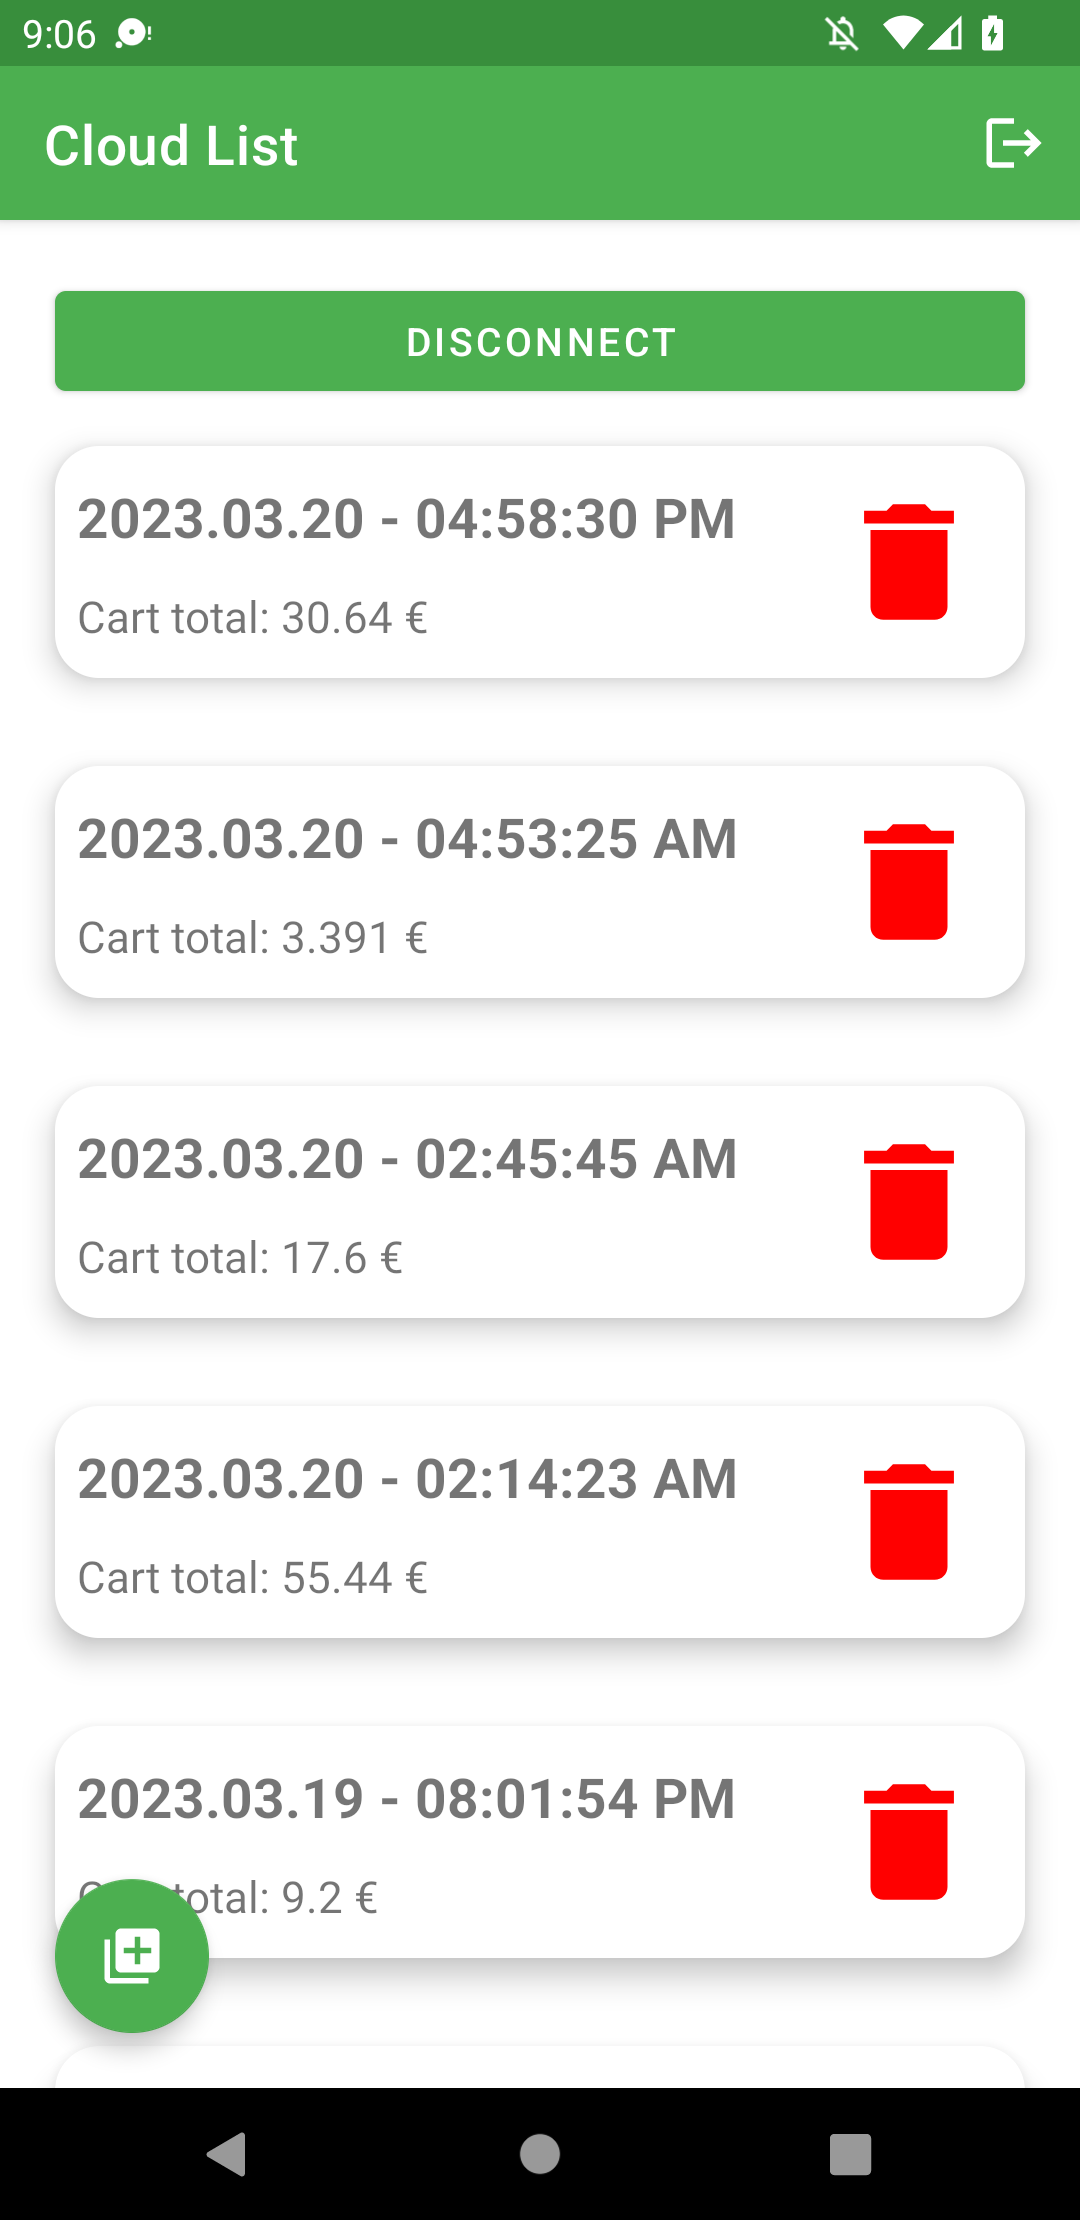 9:06
Cloud List
DISCONNECT
2023.03.20 - 04:58:30 PM
Cart total: 30.64 €
2023.03.20 - 04:53:25 AM
Cart total: 3.391 €
2023.03.20 - 02:45:45 AM
Cart total: 17.6 €
2023.03.20 - 02:14:23 AM
Cart total: 55.44 €
2023.03.19 - 08:01:54 PM
total: 9.2 €